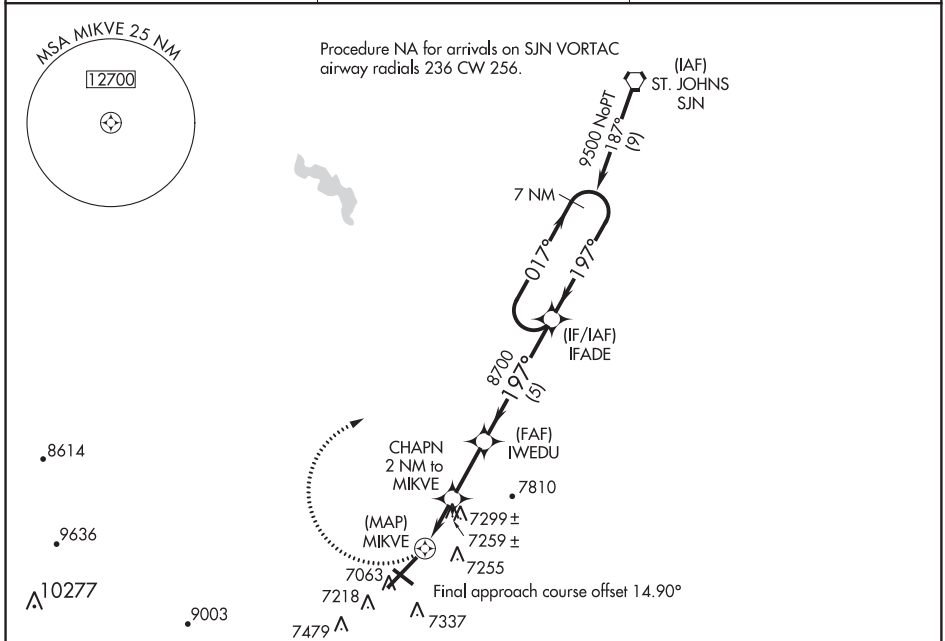 MSA MIKVE 25 NM
12700
Procedure NA for arrivals on SJN VORTAC
airway radials 236 CW 256.
(IAF)
ST. JOHNS
SJN
9500 NoPT
187°
(9)
7 NM
017°
197°
(IF/IAF)
IFADE
8700
197°
(5)
(FAF)
IWEDU
CHAPN
2 NM to
MIKVE
8614
7810
7299 ±
7259 ±
(MAP)
MIKVE
9636
7255
7063
10277
Final approach course offset 14.90°
7218
7337
9003
7479